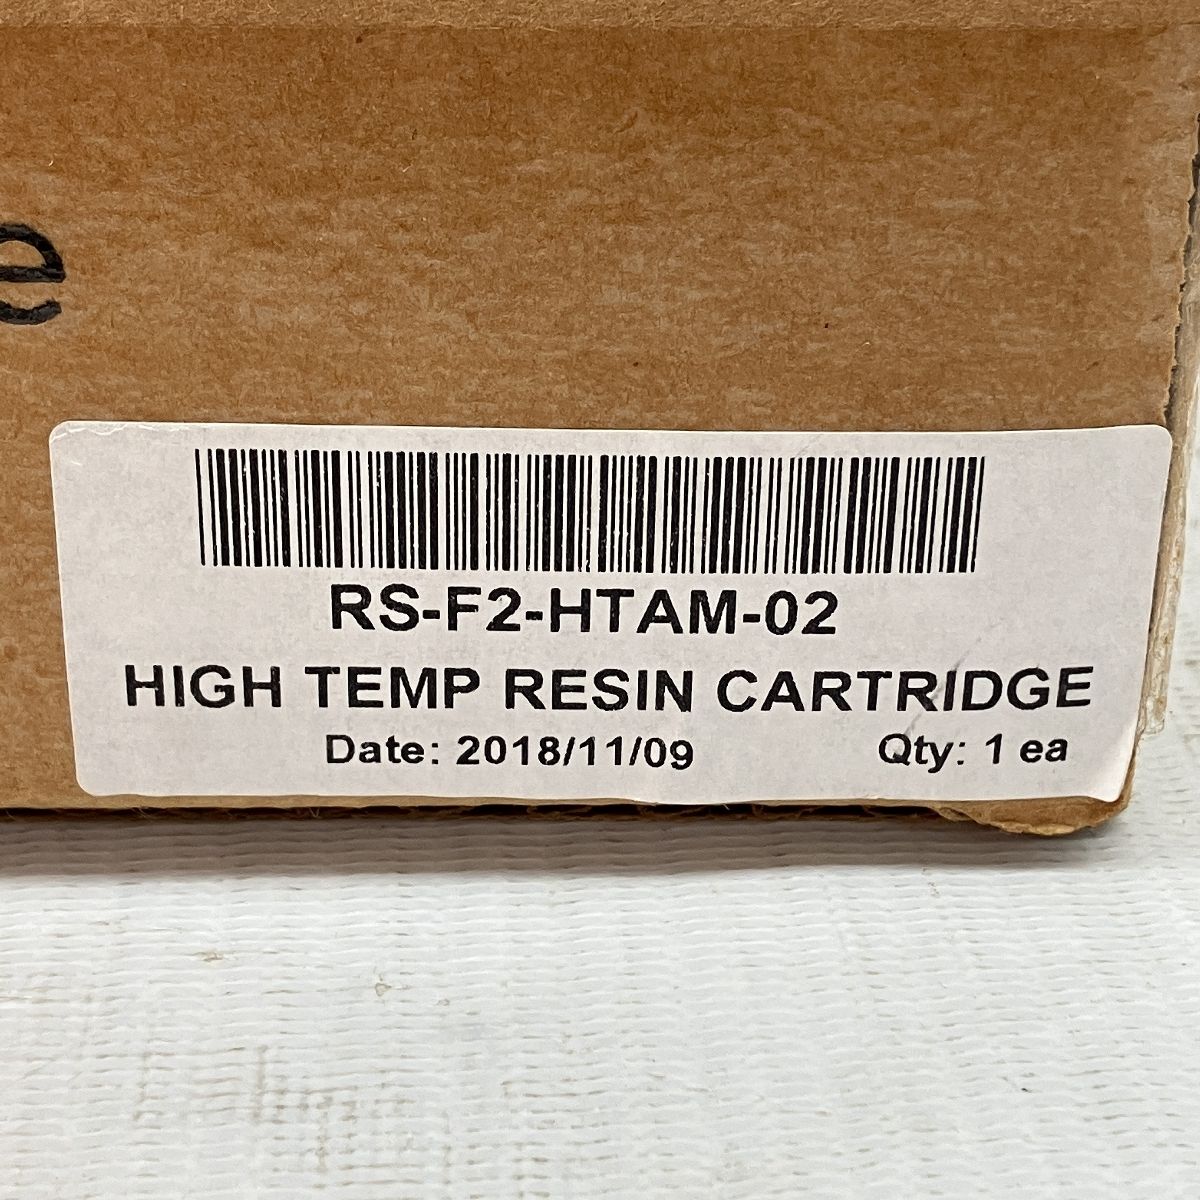 e
RS-F2-HTAM-02
HIGH TEMP RESIN CARTRIDGE
Date: 2018/11/09 Qty: 1 ea